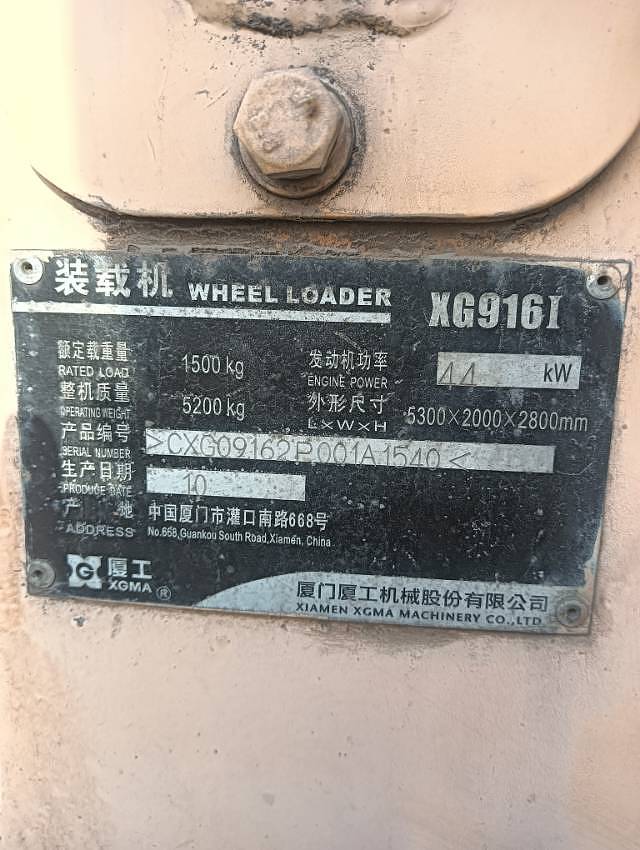 装载机 WHEEL LOADER XG916I
额定载重量 1500 kg 发动机功率 44 kW
RATED LOAD ENGINE POWER
整机质量 5200 kg 外形尺寸 5300×2000×2800mm
OPERATING WEIGHT L×W×H
产品编号 >CXG09162P001A1540<
SERIAL NUMBER
生产日期 10
PRODUCE DATE
产 地 中国厦门市灌口南路668号
ADDRESS No.668,Guankou South Road,Xiamen, China
厦工 厦门厦工机械股份有限公司
XGMA ® XIAMEN XGMA MACHINERY CO.,LTD